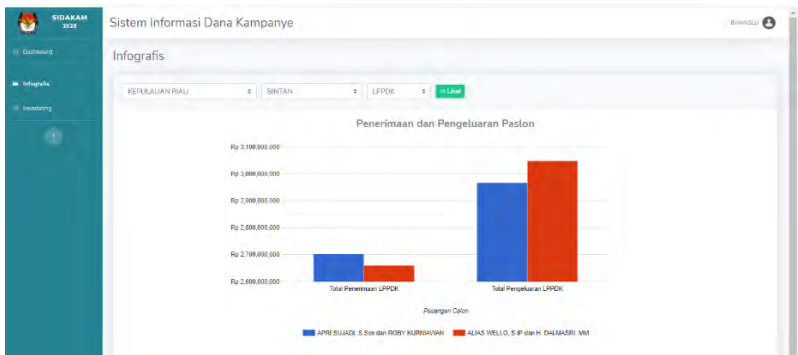 SIDAKAM
2020
Sistem Informasi Dana Kampanye
BAWASLU
Dashboard
Infografis
Infografis
Monitoring
KEPULAUAN RIAU
BINTAN
LPPDK
Lihat
Penerimaan dan Pengeluaran Paslon
Rp 3,100,000,000
Rp 3,000,000,000
Rp 2,900,000,000
Rp 2,800,000,000
Rp 2,700,000,000
Rp 2,600,000,000
Total Penerimaan LPPDK
Total Pengeluaran LPPDK
Pasangan Calon
APRI SUJADI, S.Sos dan ROBY KURNIAWAN
ALIAS WELLO, S.IP dan H. DALMASRI, MM